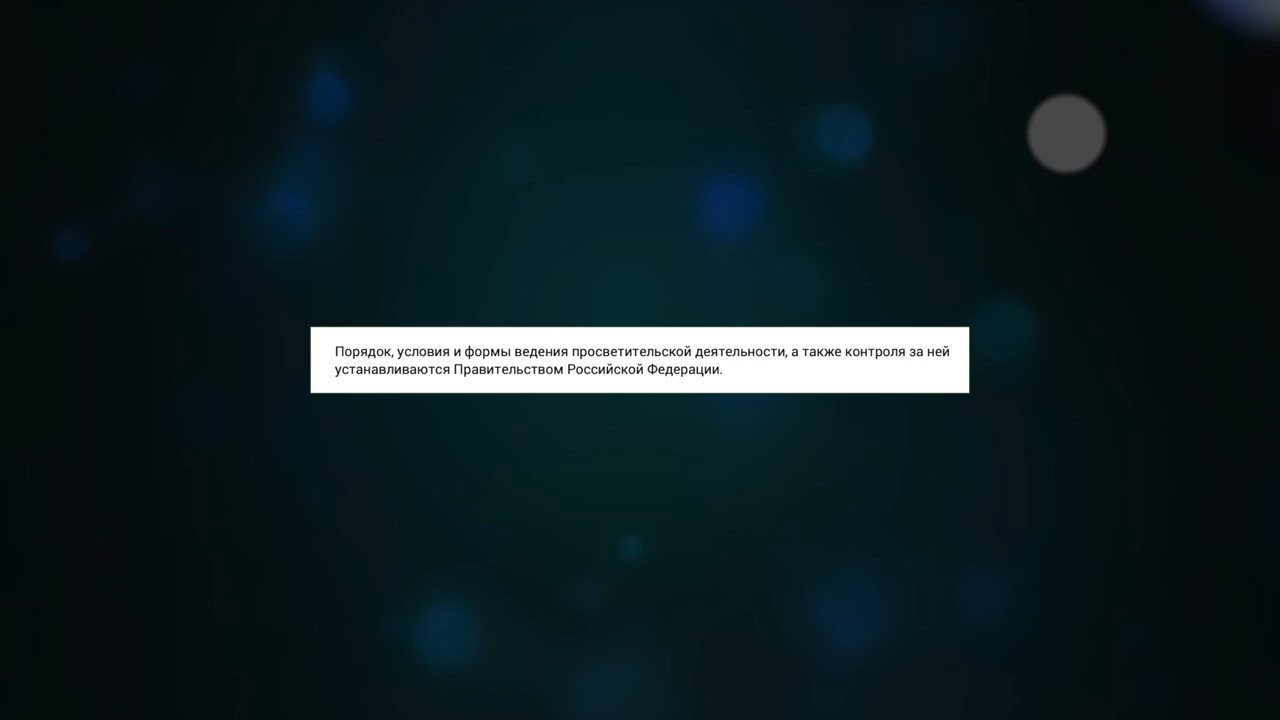 Порядок, условия и формы ведения просветительской деятельности, а также контроля за ней
устанавливаются Правительством Российской Федерации.